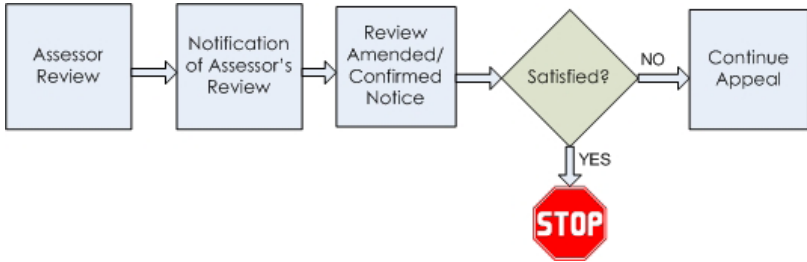 Assessor
Review
Notification
of Assessor's
Review
Review
Amended/
Confirmed
Notice
Satisfied?
NO
Continue
Appeal
YES
STOP